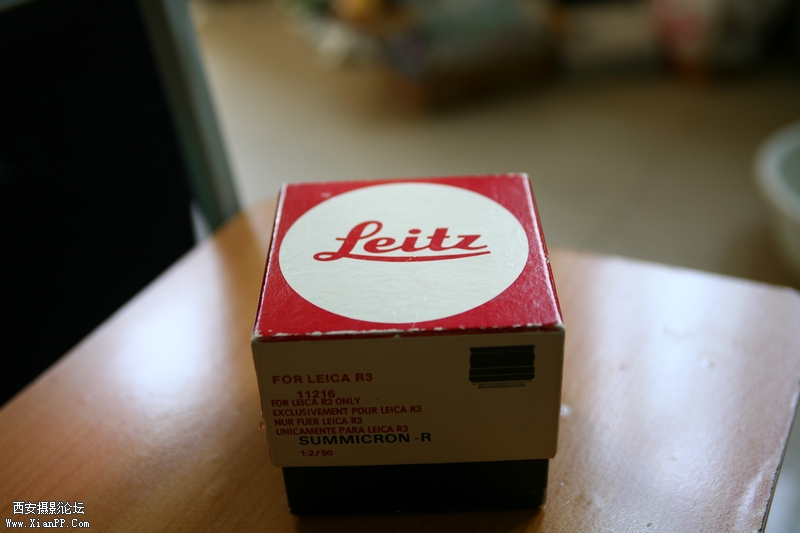 Leitz
FOR LEICA R3
11216
FOR LEICA R3 ONLY
EXCLUSIVEMENT POUR LEICA R3
NUR FUER LEICA R3
UNICAMENTE PARA LEICA R3
SUMMICRON -R
1:2/50
西安摄影论坛
Www.XianPP.Com